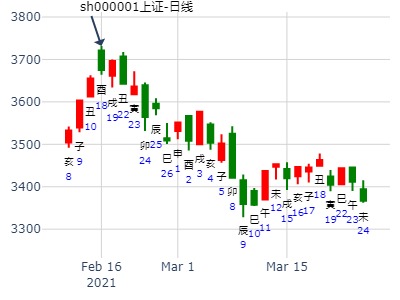 sh000001上证-日线
3800
3700
3600
3500
3400
3300
亥
8
子
9
丑
10
酉
18
戌
19
丑
22
寅
23
卯
24
辰
25
巳
26
申
1
酉
2
戌
3
亥
4
子
5
卯
8
辰
9
巳
10
午
11
未
12
戌
15
亥
16
子
17
丑
18
寅
19
巳
22
午
23
未
24
Feb 16
2021
Mar 1
Mar 15